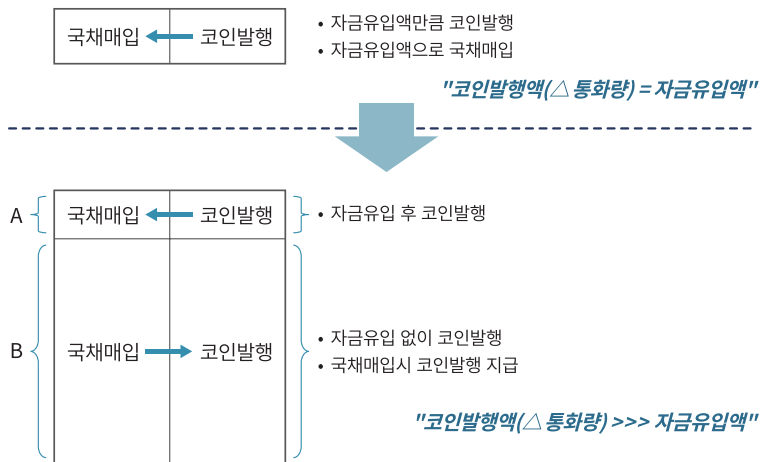 국채매입 코인발행
• 자금유입액만큼 코인발행
• 자금유입액으로 국채매입
"코인발행액(△ 통화량) = 자금유입액"
A 국채매입 코인발행
• 자금유입 후 코인발행
B 국채매입 코인발행
• 자금유입 없이 코인발행
• 국채매입시 코인발행 지급
"코인발행액(△ 통화량) >>> 자금유입액"